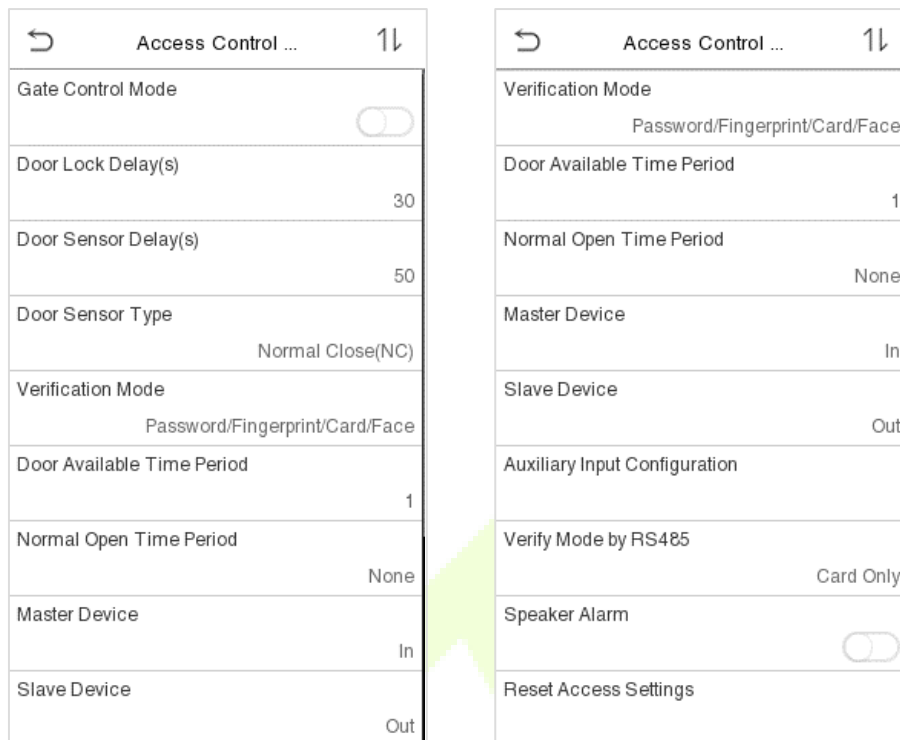 Access Control ...
Gate Control Mode
Door Lock Delay(s)
30
Door Sensor Delay(s)
50
Door Sensor Type
Normal Close(NC)
Verification Mode
Password/Fingerprint/Card/Face
Door Available Time Period
1
Normal Open Time Period
None
Master Device
In
Slave Device
Out
Access Control ...
Verification Mode
Password/Fingerprint/Card/Face
Door Available Time Period
1
Normal Open Time Period
None
Master Device
In
Slave Device
Out
Auxiliary Input Configuration
Verify Mode by RS485
Card Only
Speaker Alarm
Reset Access Settings